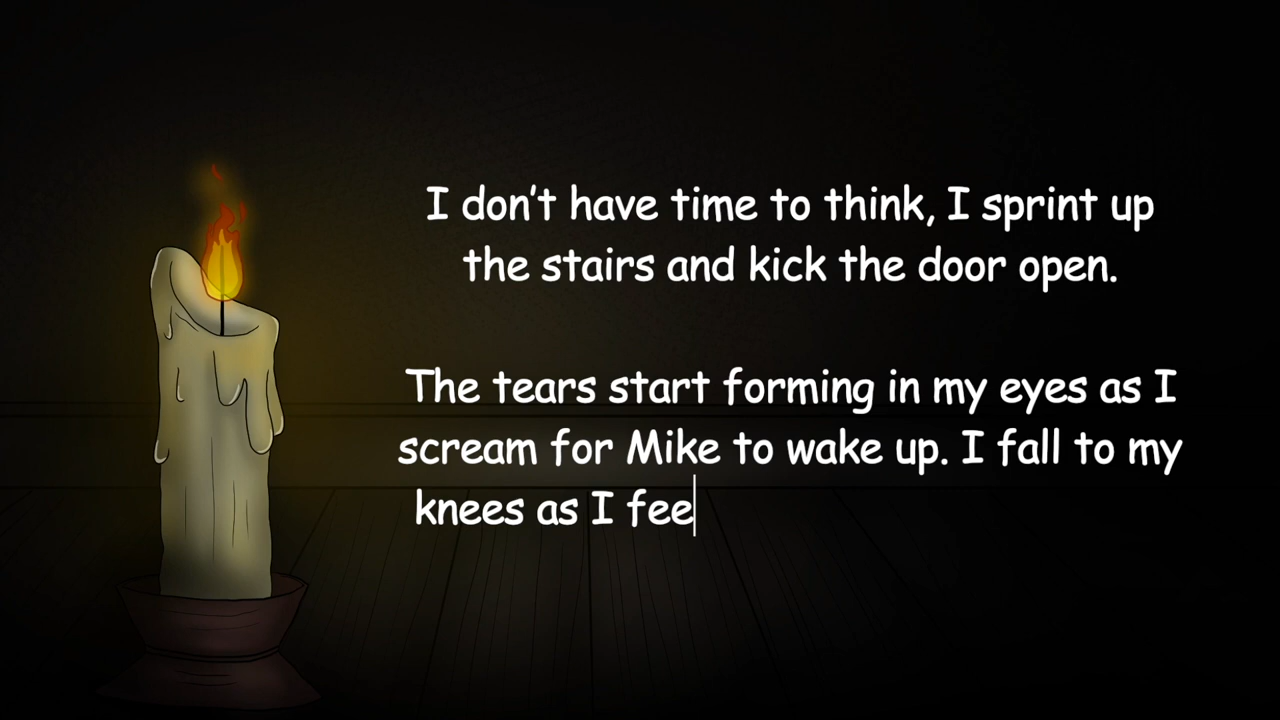 I don’t have time to think, I sprint up
the stairs and kick the door open.
The tears start forming in my eyes as I
scream for Mike to wake up. I fall to my
knees as I fee